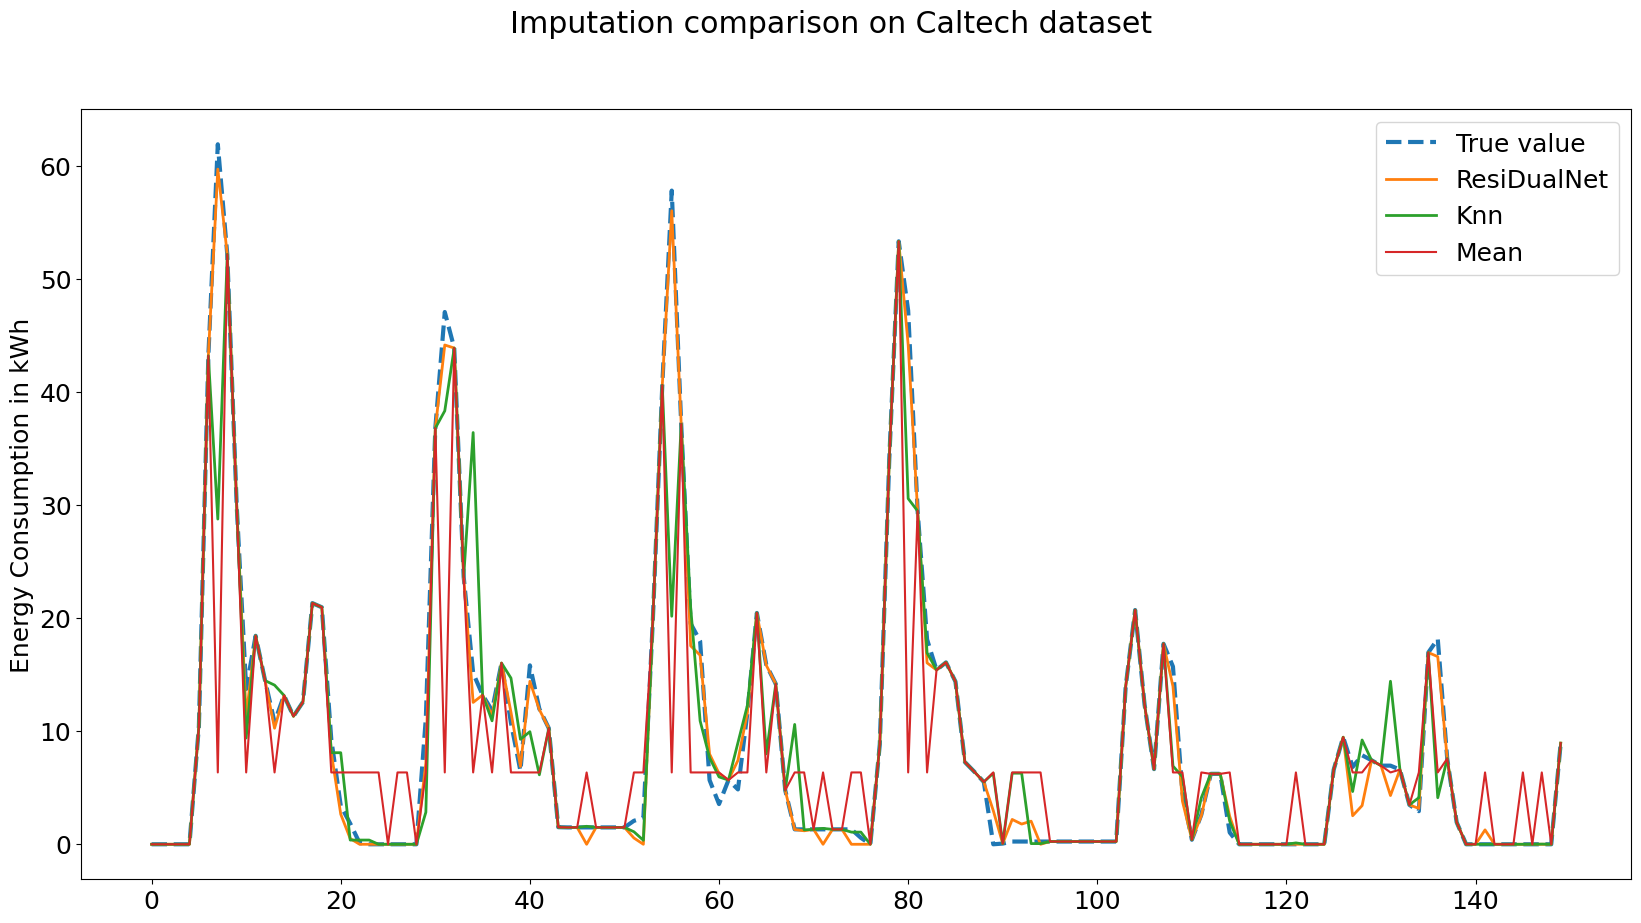 Imputation comparison on Caltech dataset
True value
ResiDualNet
Knn
Mean
Energy Consumption in kWh
60
50
40
30
20
10
0
0 20 40 60 80 100 120 140